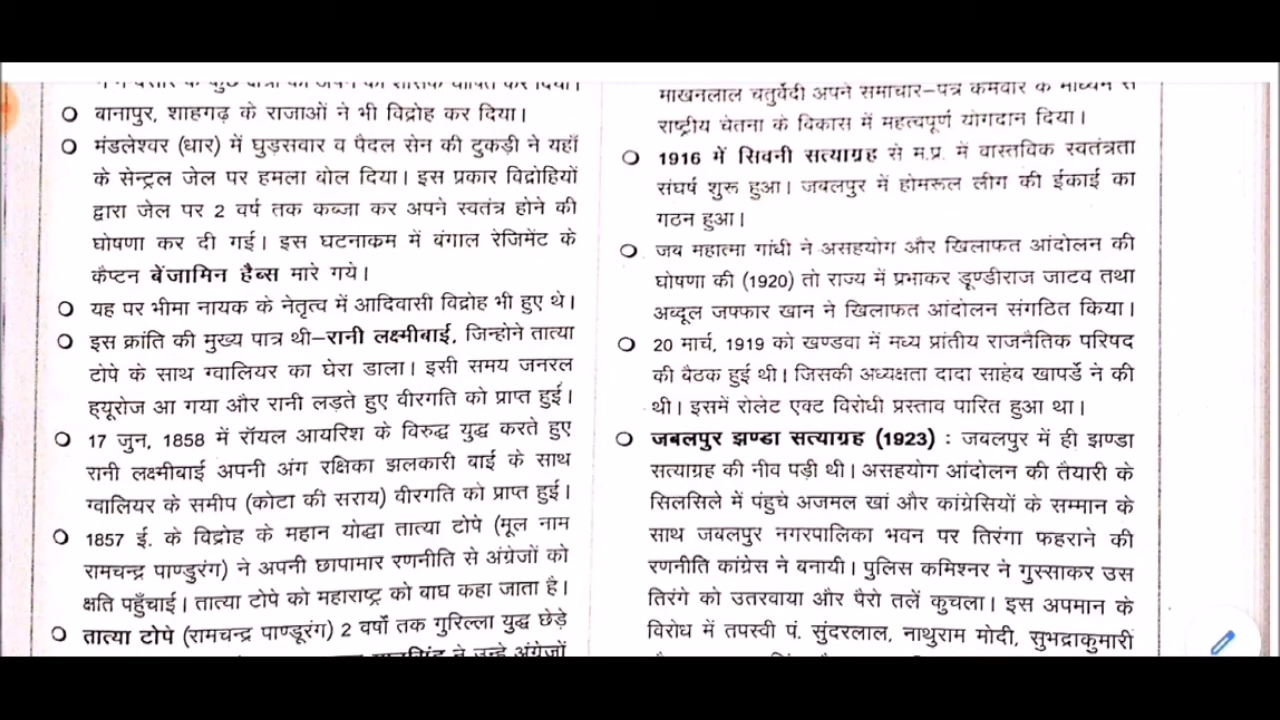 बानापुर, शाहगढ़ के राजाओं ने भी विद्रोह कर दिया।
मंडलेश्वर (धार) में घुड़सवार व पैदल सेन की टुकड़ी ने यहाँ
के सेन्ट्रल जेल पर हमला बोल दिया। इस प्रकार विद्रोहियों
द्वारा जेल पर 2 वर्ष तक कब्जा कर अपने स्वतंत्र होने की
घोषणा कर दी गई। इस घटनाकम में बंगाल रेजिमेंट के
कैप्टन बेंजामिन हैब्स मारे गये।
यह पर भीमा नायक के नेतृत्व में आदिवासी विद्रोह भी हुए थे।
इस क्रांति की मुख्य पात्र थी–रानी लक्ष्मीबाई, जिन्होने तात्या
टोपे के साथ ग्वालियर का घेरा डाला। इसी समय जनरल
ह्यूरोज आ गया और रानी लड़ते हुए वीरगति को प्राप्त हुई।
17 जुन, 1858 में रॉयल आयरिश के विरुद्ध युद्ध करते हुए
रानी लक्ष्मीबाई अपनी अंग रक्षिका झलकारी बाई के साथ
ग्वालियर के समीप (कोटा की सराय) वीरगति को प्राप्त हुई।
1857 ई. के विद्रोह के महान योद्धा तात्या टोपे (मूल नाम
रामचन्द्र पाण्डुरंग) ने अपनी छापामार रणनीति से अंग्रेजों को
क्षति पहुँचाई। तात्या टोपे को महाराष्ट्र को बाघ कहा जाता है।
तात्या टोपे (रामचन्द्र पाण्डूरंग) 2 वर्षों तक गुरिल्ला युद्ध छेड़े
ने उन्हे अंग्रेजों
माखनलाल चतुर्वेदी अपने समाचार–पत्र कमवार के माध्यम से
राष्ट्रीय चेतना के विकास में महत्वपूर्ण योगदान दिया।
1916 में सिवनी सत्याग्रह से म.प्र. में वास्तविक स्वतंत्रता
संघर्ष शुरू हुआ। जबलपुर में होमरूल लीग की ईकाई का
गठन हुआ।
जब महात्मा गांधी ने असहयोग और खिलाफत आंदोलन की
घोषणा की (1920) तो राज्य में प्रभाकर डूण्डीराज जाटव तथा
अब्दूल जफ्फार खान ने खिलाफत आंदोलन संगठित किया।
20 मार्च, 1919 को खण्डवा में मध्य प्रांतीय राजनैतिक परिषद
की बैठक हुई थी। जिसकी अध्यक्षता दादा साहेब खापर्डे ने की
थी। इसमें रोलेट एक्ट विरोधी प्रस्ताव पारित हुआ था।
जबलपुर झण्डा सत्याग्रह (1923) : जबलपुर में ही झण्डा
सत्याग्रह की नीव पड़ी थी। असहयोग आंदोलन की तैयारी के
सिलसिले में पंहुचे अजमल खां और कांग्रेसियों के सम्मान के
साथ जबलपुर नगरपालिका भवन पर तिरंगा फहराने की
रणनीति कांग्रेस ने बनायी। पुलिस कमिश्नर ने गुस्साकर उस
तिरंगे को उतरवाया और पैरो तलें कुचला। इस अपमान के
विरोध में तपस्वी पं. सुंदरलाल, नाथुराम मोदी, सुभद्राकुमारी